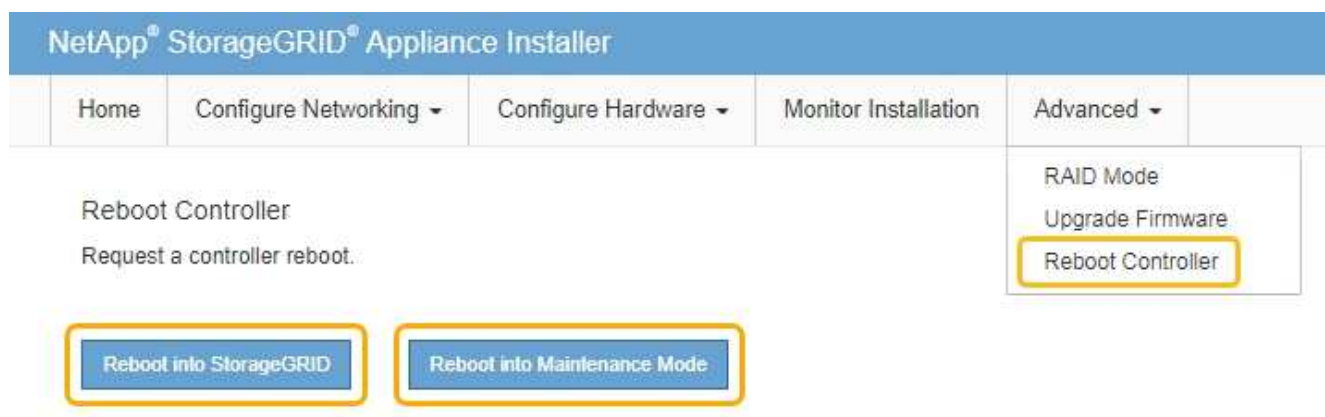 NetApp® StorageGRID® Appliance Installer
Home Configure Networking Configure Hardware Monitor Installation Advanced
RAID Mode
Upgrade Firmware
Reboot Controller
Reboot Controller
Request a controller reboot.
Reboot into StorageGRID Reboot into Maintenance Mode